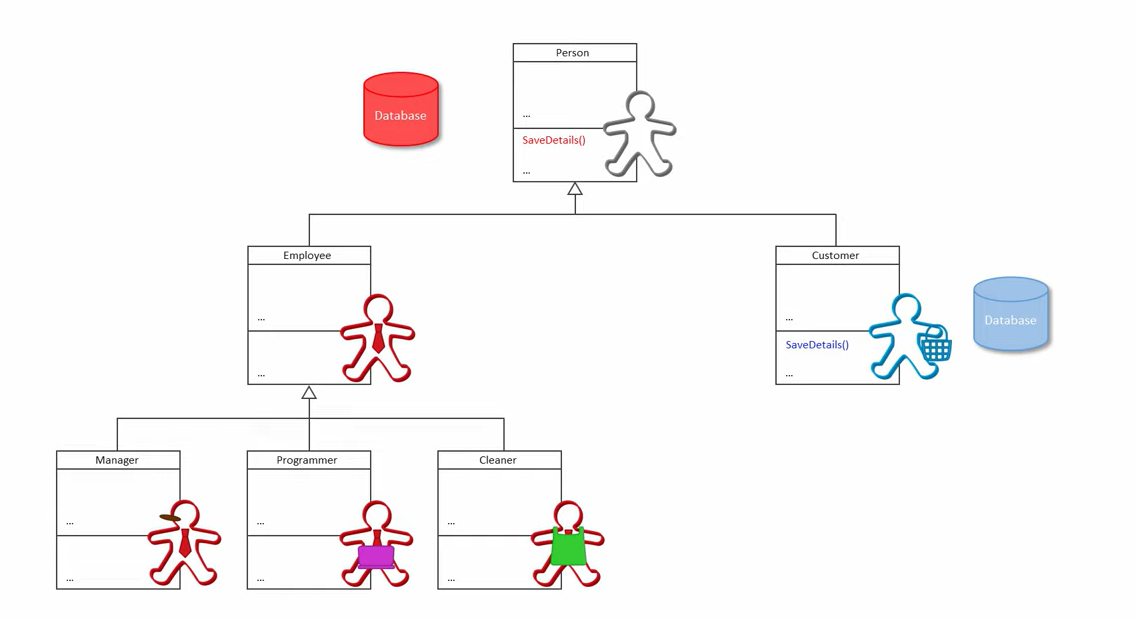 Person
Database
...
SaveDetails()
...
Employee
...
...
Customer
...
Database
SaveDetails()
...
Manager
...
...
Programmer
...
...
Cleaner
...
...